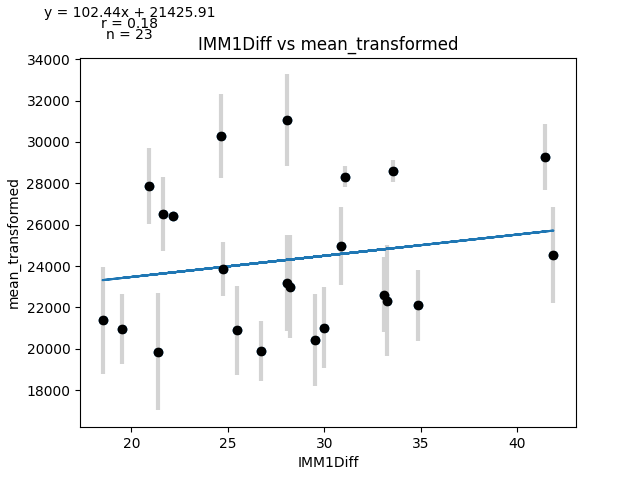 y = 102.44x + 21425.91
r = 0.18
n = 23
IMM1Diff vs mean_transformed
34000
32000
30000
28000
26000
24000
22000
20000
18000
mean_transformed
20 25 30 35 40
IMM1Diff